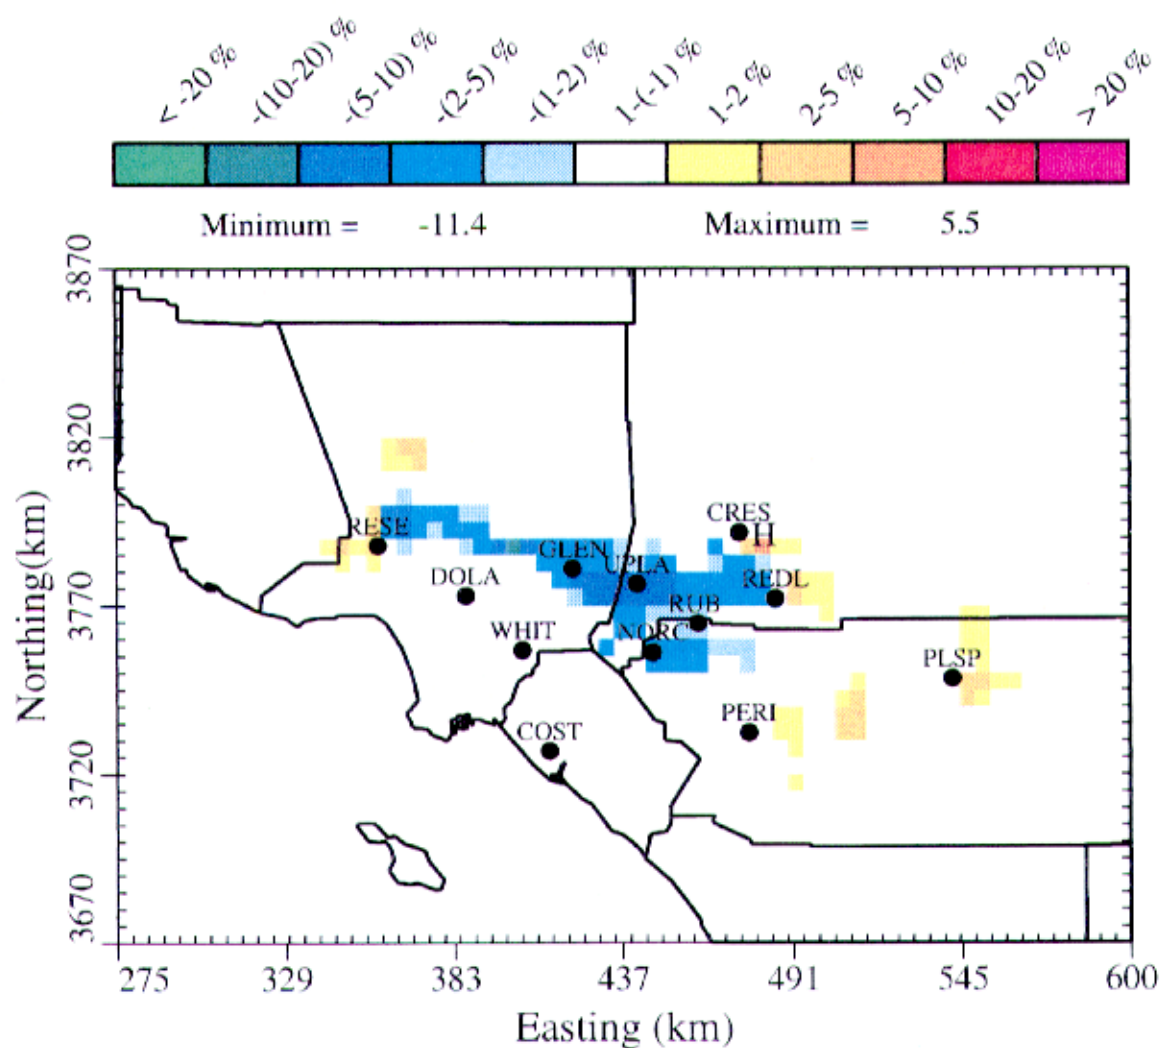 < -20 %
-(10-20) %
-(5-10) %
-(2-5) %
-(1-2) %
1-(-1) %
1-2 %
2-5 %
5-10 %
10-20 %
> 20 %
Minimum = -11.4 Maximum = 5.5
3870
3820
3770
3720
3670
Northing(km)
CRES
H
RESE
GLEN
UPLA
DOLA
REDL
RUB
WHIT
NORC
PLSP
PERI
COST
275 329 383 437 491 545 600
Easting (km)